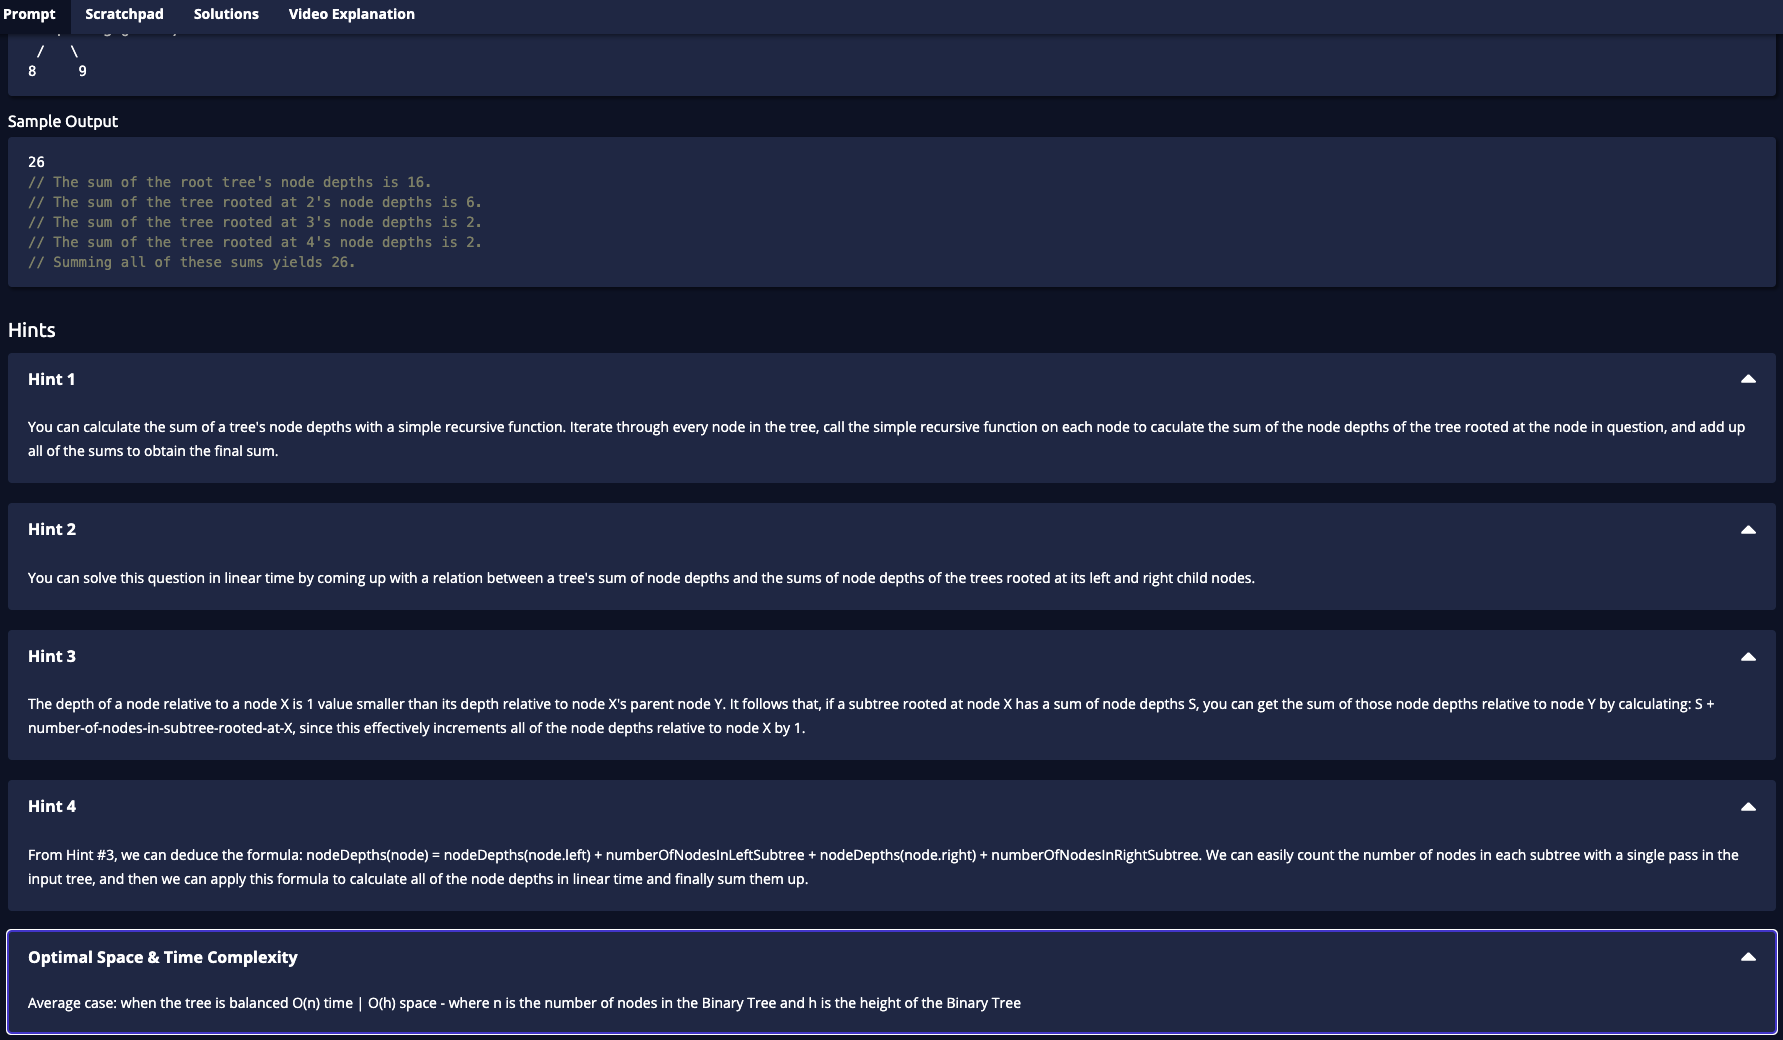 Prompt Scratchpad Solutions Video Explanation
/ \
8 9
Sample Output
26
// The sum of the root tree's node depths is 16.
// The sum of the tree rooted at 2's node depths is 6.
// The sum of the tree rooted at 3's node depths is 2.
// The sum of the tree rooted at 4's node depths is 2.
// Summing all of these sums yields 26.
Hints
Hint 1
You can calculate the sum of a tree's node depths with a simple recursive function. Iterate through every node in the tree, call the simple recursive function on each node to caculate the sum of the node depths of the tree rooted at the node in question, and add up
all of the sums to obtain the final sum.
Hint 2
You can solve this question in linear time by coming up with a relation between a tree's sum of node depths and the sums of node depths of the trees rooted at its left and right child nodes.
Hint 3
The depth of a node relative to a node X is 1 value smaller than its depth relative to node X's parent node Y. It follows that, if a subtree rooted at node X has a sum of node depths S, you can get the sum of those node depths relative to node Y by calculating: S +
number-of-nodes-in-subtree-rooted-at-X, since this effectively increments all of the node depths relative to node X by 1.
Hint 4
From Hint #3, we can deduce the formula: nodeDepths(node) = nodeDepths(node.left) + numberOfNodesInLeftSubtree + nodeDepths(node.right) + numberOfNodesInRightSubtree. We can easily count the number of nodes in each subtree with a single pass in the
input tree, and then we can apply this formula to calculate all of the node depths in linear time and finally sum them up.
Optimal Space & Time Complexity
Average case: when the tree is balanced O(n) time | O(h) space - where n is the number of nodes in the Binary Tree and h is the height of the Binary Tree